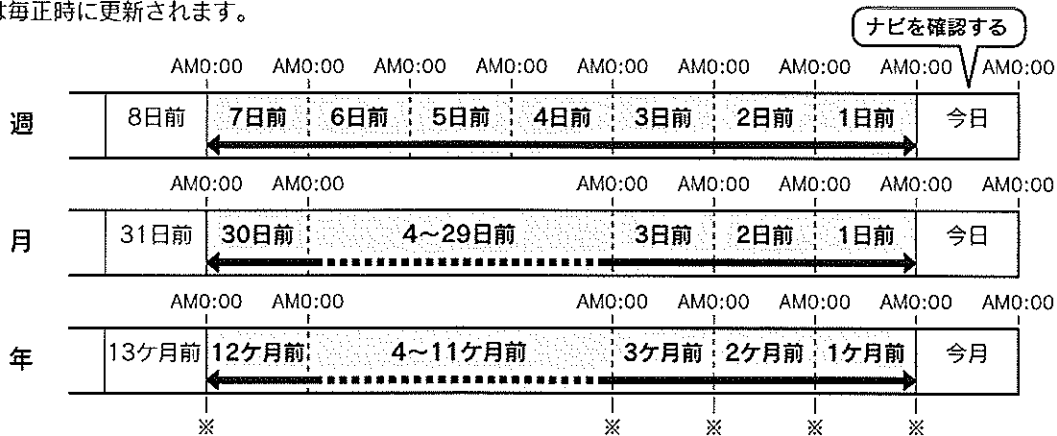 は毎正時に更新されます。
ナビを確認する
AM0:00 AM0:00 AM0:00 AM0:00 AM0:00 AM0:00 AM0:00 AM0:00 AM0:00
週 8日前 7日前 6日前 5日前 4日前 3日前 2日前 1日前 今日
AM0:00 AM0:00 AM0:00 AM0:00 AM0:00 AM0:00 AM0:00
月 31日前 30日前 4〜29日前 3日前 2日前 1日前 今日
AM0:00 AM0:00 AM0:00 AM0:00 AM0:00 AM0:00 AM0:00
年 13ケ月前 12ケ月前 4〜11ケ月前 3ケ月前 2ケ月前 1ケ月前 今月
※ ※ ※ ※ ※